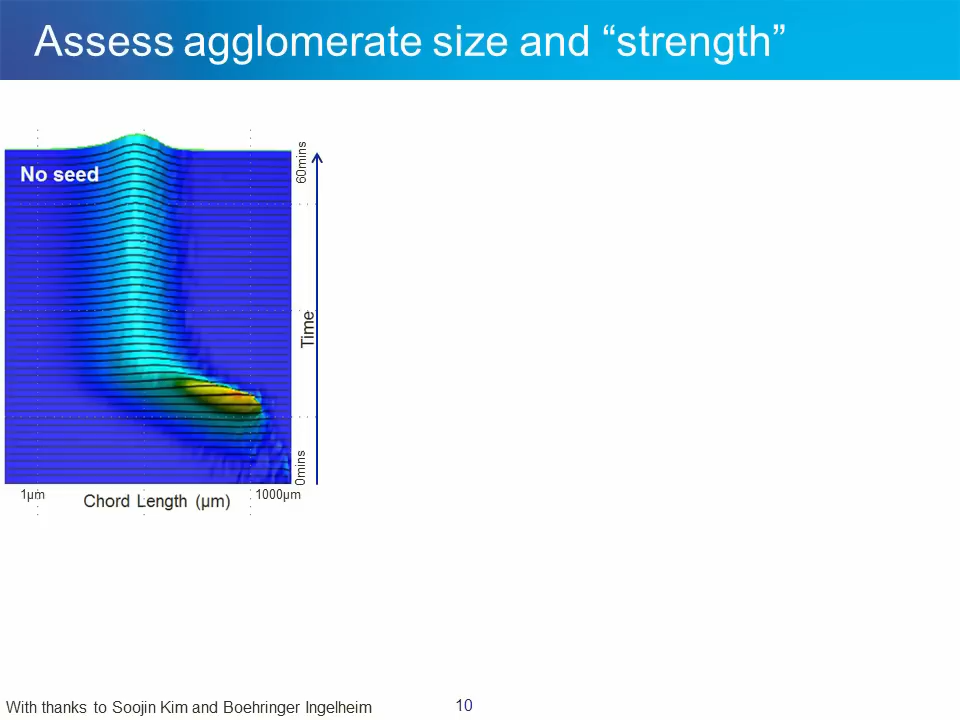 Assess agglomerate size and “strength”
No seed
60mins
Time
0mins
1µm
1000µm
Chord Length (µm)
With thanks to Soojin Kim and Boehringer Ingelheim
10